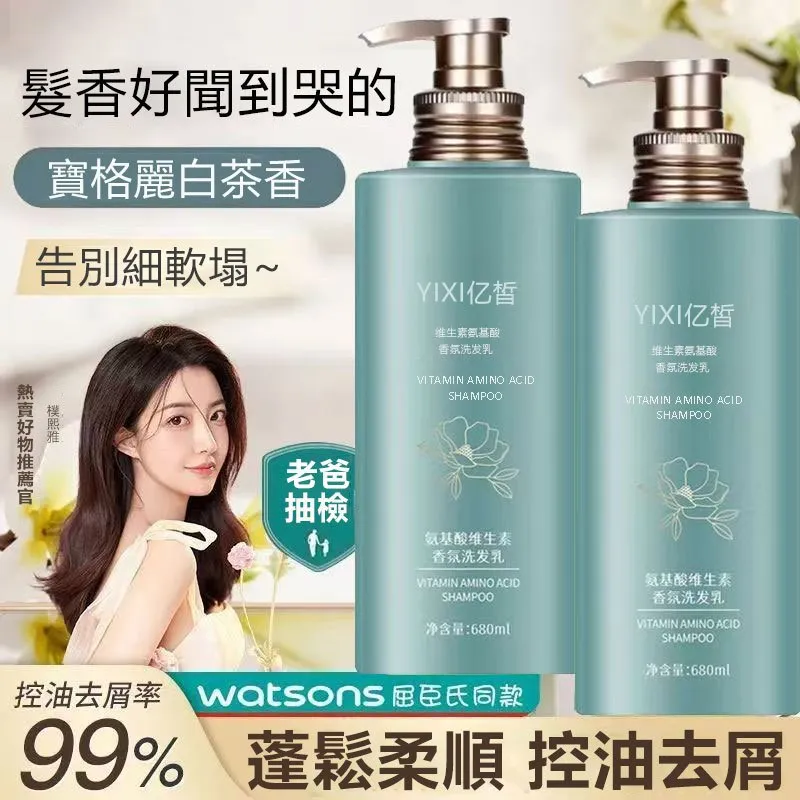 髮香好聞到哭的
寶格麗白茶香
告別細軟塌~
熱賣好物推薦官
樸熙雅
老爸
抽檢
YIXI亿皙
维生素氨基酸
香氛洗发乳
VITAMIN AMINO ACID
SHAMPOO
氨基酸维生素
香氛洗发乳
VITAMIN AMINO ACID
SHAMPOO
净含量:680ml
YIXI亿皙
维生素氨基酸
香氛洗发乳
VITAMIN AMINO ACID
SHAMPOO
氨基酸维生素
香氛洗发乳
VITAMIN AMINO ACID
SHAMPOO
净含量:680ml
watsons 屈臣氏同款
控油去屑率
99%
蓬鬆柔順 控油去屑